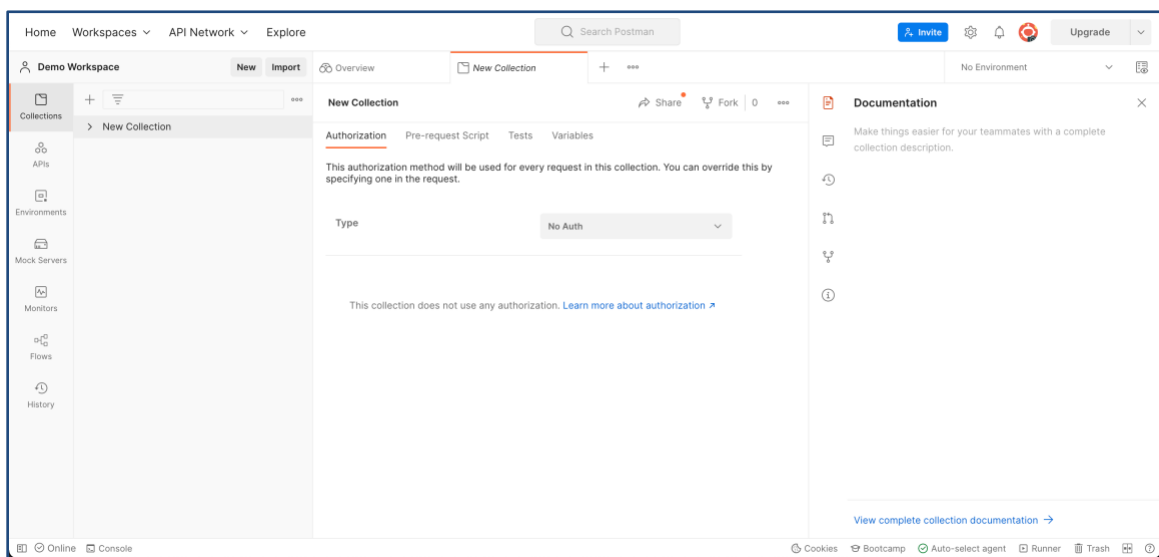 Home Workspaces API Network Explore Search Postman Invite Upgrade
Demo Workspace New Import Overview New Collection No Environment
Collections
APIs
Environments
Mock Servers
Monitors
Flows
History
New Collection
New Collection Share Fork 0
Authorization Pre-request Script Tests Variables
This authorization method will be used for every request in this collection. You can override this by
specifying one in the request.
Type No Auth
This collection does not use any authorization. Learn more about authorization
Documentation
Make things easier for your teammates with a complete
collection description.
View complete collection documentation
Online Console Cookies Bootcamp Auto-select agent Runner Trash